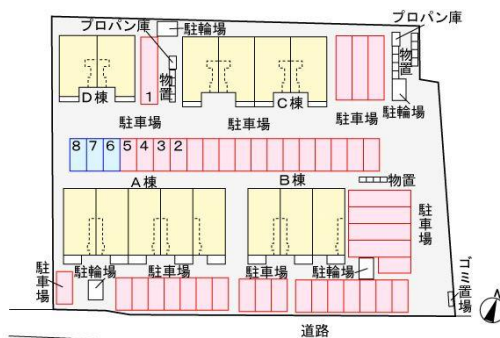 プロパン庫
プロパン庫
駐輪場
物置
物置
D棟
1
C棟
駐輪場
駐車場
駐車場
駐車場
8 7 6 5 4 3 2
A棟
B棟
物置
駐車場
駐車場
駐輪場
駐車場
駐車場
駐輪場
ゴミ置場
N
道路